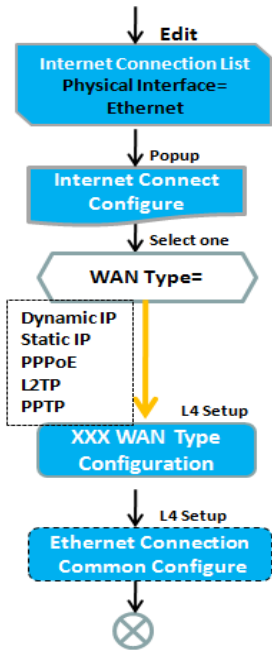 Edit
Internet Connection List
Physical Interface=
Ethernet
Popup
Internet Connect
Configure
Select one
WAN Type=
Dynamic IP
Static IP
PPPoE
L2TP
PPTP
L4 Setup
XXX WAN Type
Configuration
L4 Setup
Ethernet Connection
Common Configure